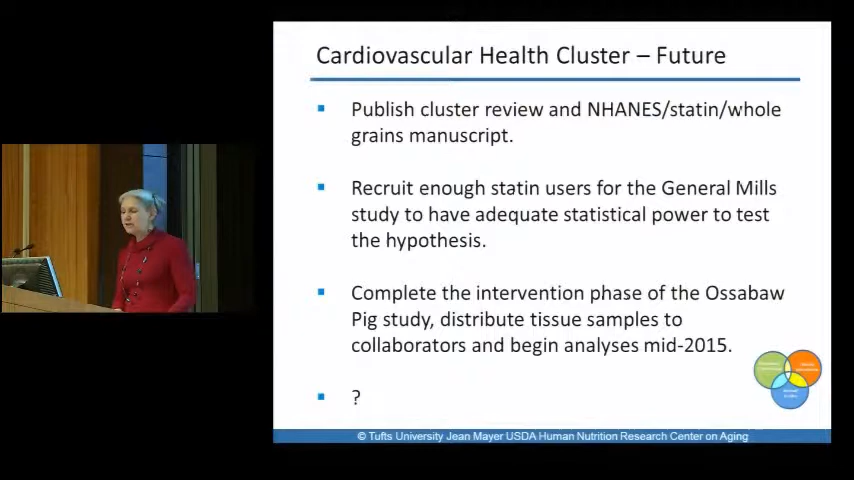 Cardiovascular Health Cluster – Future
▪ Publish cluster review and NHANES/statin/whole
grains manuscript.
▪ Recruit enough statin users for the General Mills
study to have adequate statistical power to test
the hypothesis.
▪ Complete the intervention phase of the Ossabaw
Pig study, distribute tissue samples to
collaborators and begin analyses mid-2015.
▪ ?
© Tufts University Jean Mayer USDA Human Nutrition Research Center on Aging